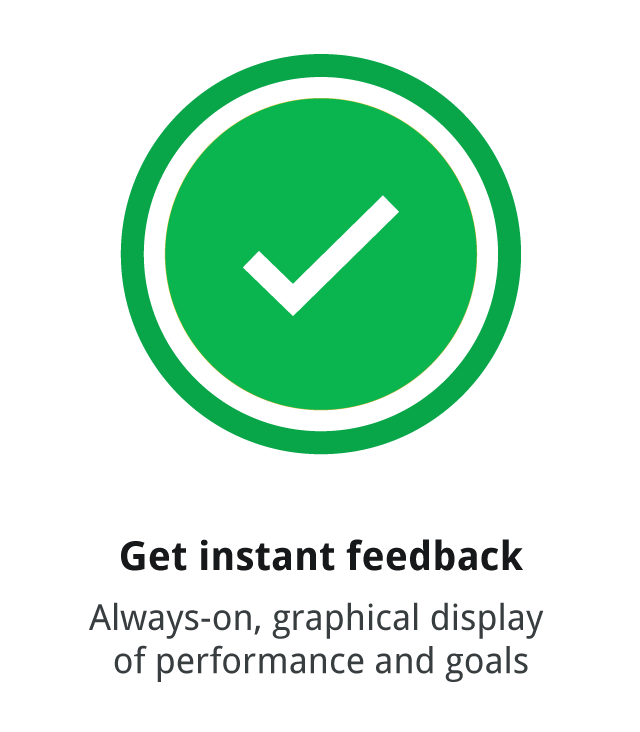 Get instant feedback
Always-on, graphical display
of performance and goals